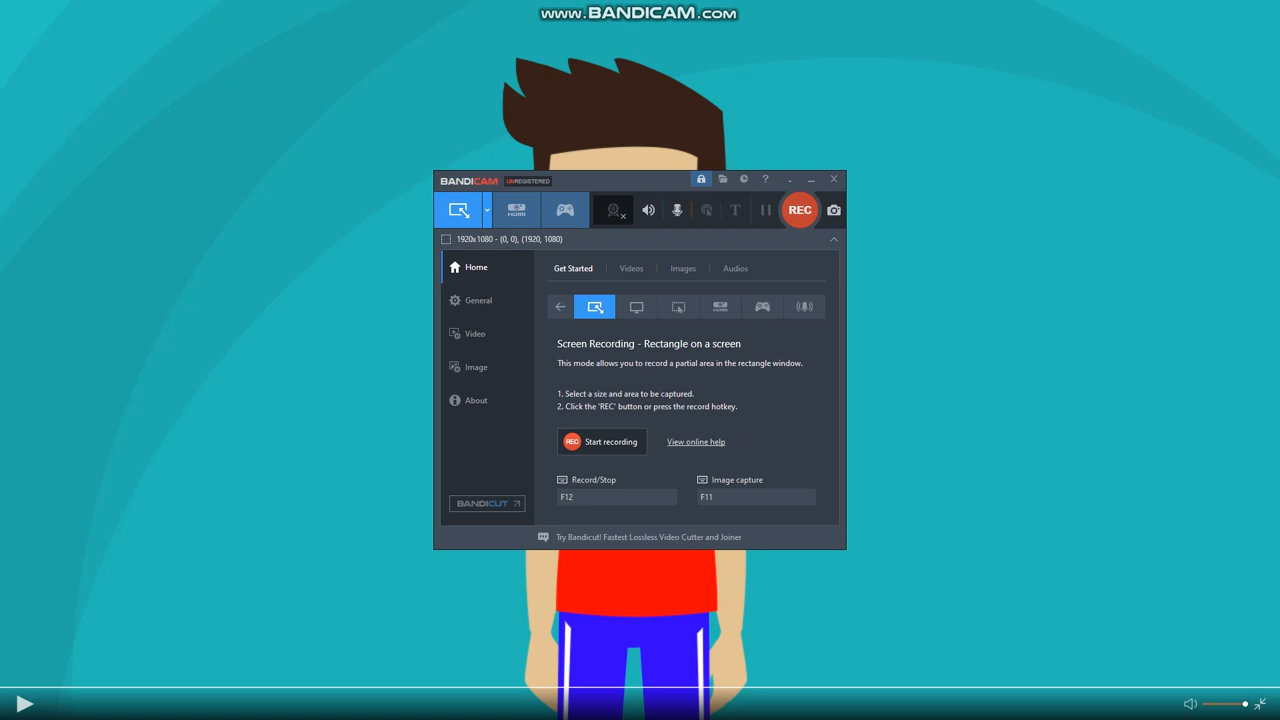 www.BANDICAM.com
BANDICAM UNREGISTERED
HDMI
REC
1920x1080 - (0, 0), (1920, 1080)
Home
General
Video
Image
About
BANDICUT
Get Started
Videos
Images
Audios
HDMI
Screen Recording - Rectangle on a screen
This mode allows you to record a partial area in the rectangle window.
1. Select a size and area to be captured.
2. Click the 'REC' button or press the record hotkey.
REC Start recording
View online help
Record/Stop
F12
Image capture
F11
Try Bandicut! Fastest Lossless Video Cutter and Joiner